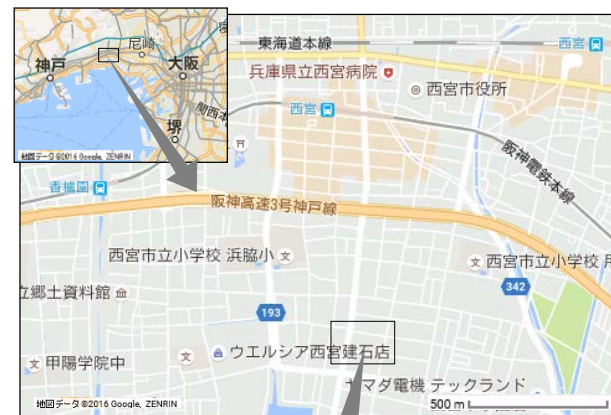 尼崎
神戸
大阪
堺
地図データ ©2016 Google, ZENRIN
東海道本線
西宮
兵庫県立西宮病院
西宮市役所
西宮
阪神電鉄本線
香櫨園
阪神高速3号神戸線
西宮市立小学校 浜脇小
文
文 西宮市立小学校
立郷土資料館
342
193
文 甲陽学院中
文
ウエルシア西宮建石店
ヤマダ電機 テックランド
地図データ ©2016 Google, ZENRIN
500 m